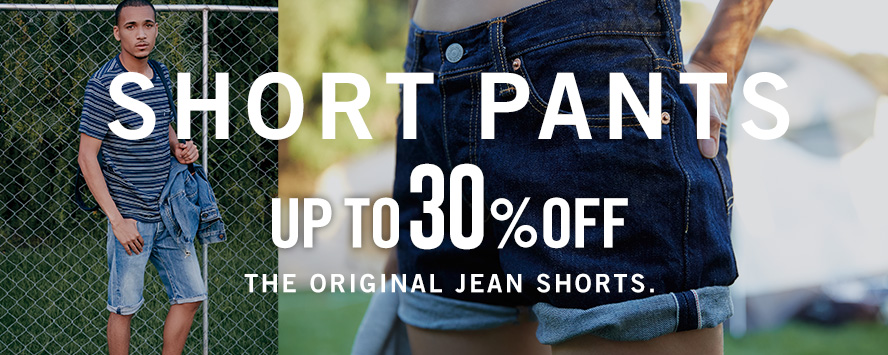 SHORT PANTS
UP TO 30% OFF
THE ORIGINAL JEAN SHORTS.